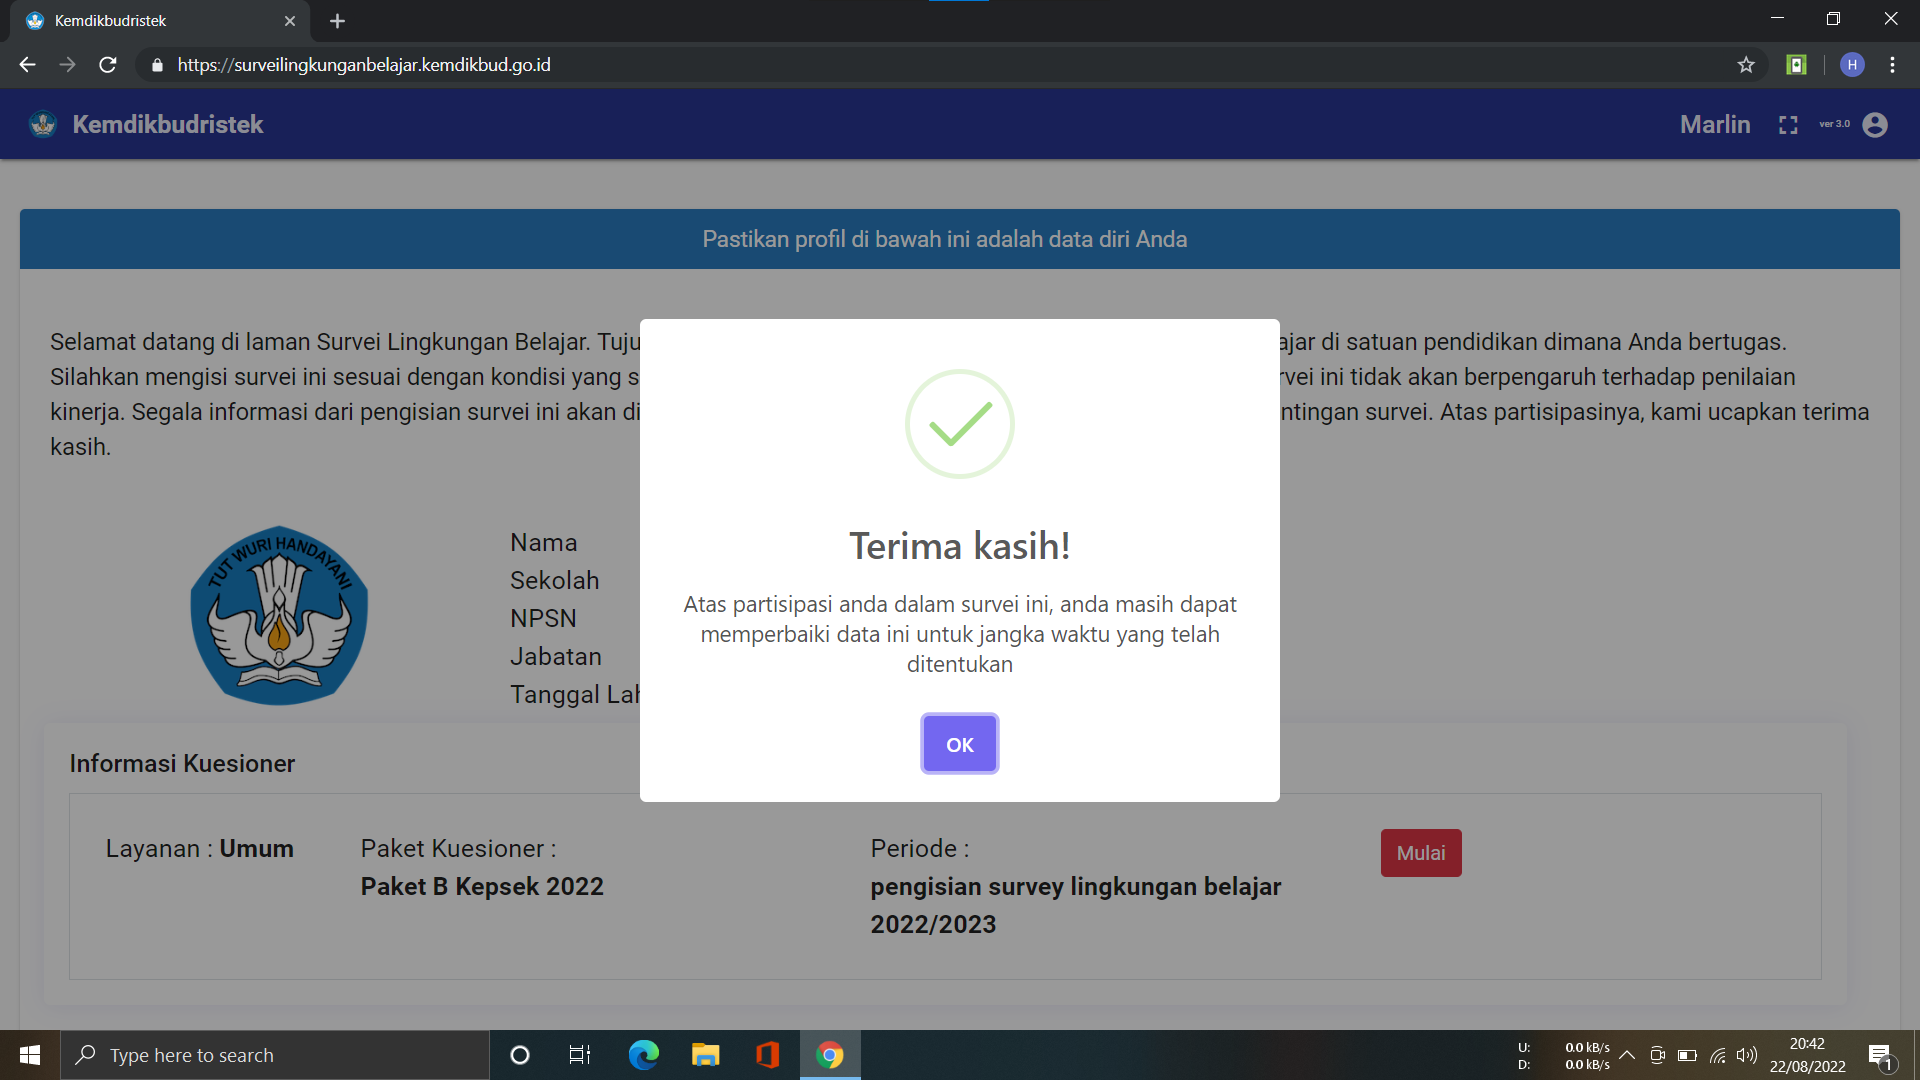 Kemdikbudristek
https://surveilingkunganbelajar.kemdikbud.go.id
H
Kemdikbudristek
Marlin
ver 3.0
Pastikan profil di bawah ini adalah data diri Anda
Selamat datang di laman Survei Lingkungan Belajar. Tuju ajar di satuan pendidikan dimana Anda bertugas.
Silahkan mengisi survei ini sesuai dengan kondisi yang s rvei ini tidak akan berpengaruh terhadap penilaian
kinerja. Segala informasi dari pengisian survei ini akan di ntingan survei. Atas partisipasinya, kami ucapkan terima
kasih.
TUT WURI HANDAYANI
Nama
Sekolah
NPSN
Jabatan
Tanggal Lah
Terima kasih!
Atas partisipasi anda dalam survei ini, anda masih dapat
memperbaiki data ini untuk jangka waktu yang telah
ditentukan
OK
Informasi Kuesioner
Layanan : Umum
Paket Kuesioner :
Paket B Kepsek 2022
Periode :
pengisian survey lingkungan belajar
2022/2023
Mulai
Type here to search
U: 0.0 kB/s
D: 0.0 kB/s
20:42
22/08/2022
1